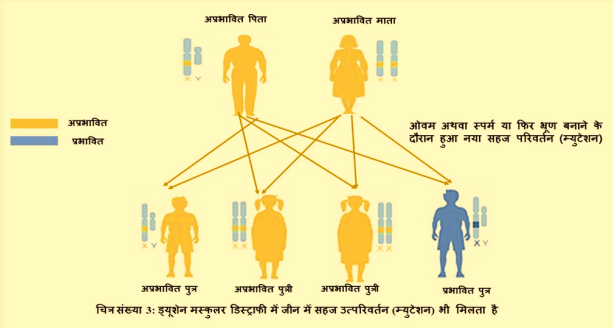 अप्रभावित पिता
अप्रभावित माता
X Y
X X
अप्रभावित
प्रभावित
ओवम अथवा स्पर्म या फिर भ्रूण बनाने के
दौरान हुआ नया सहज परिवर्तन (म्युटेशन)
X Y
X X
X X
X Y
अप्रभावित पुत्र
अप्रभावित पुत्री
अप्रभावित पुत्री
प्रभावित पुत्र
चित्र संख्या 3: ड्यूशेन मस्कुलर डिस्ट्राफी में जीन में सहज उत्परिवर्तन (म्युटेशन) भी मिलता है